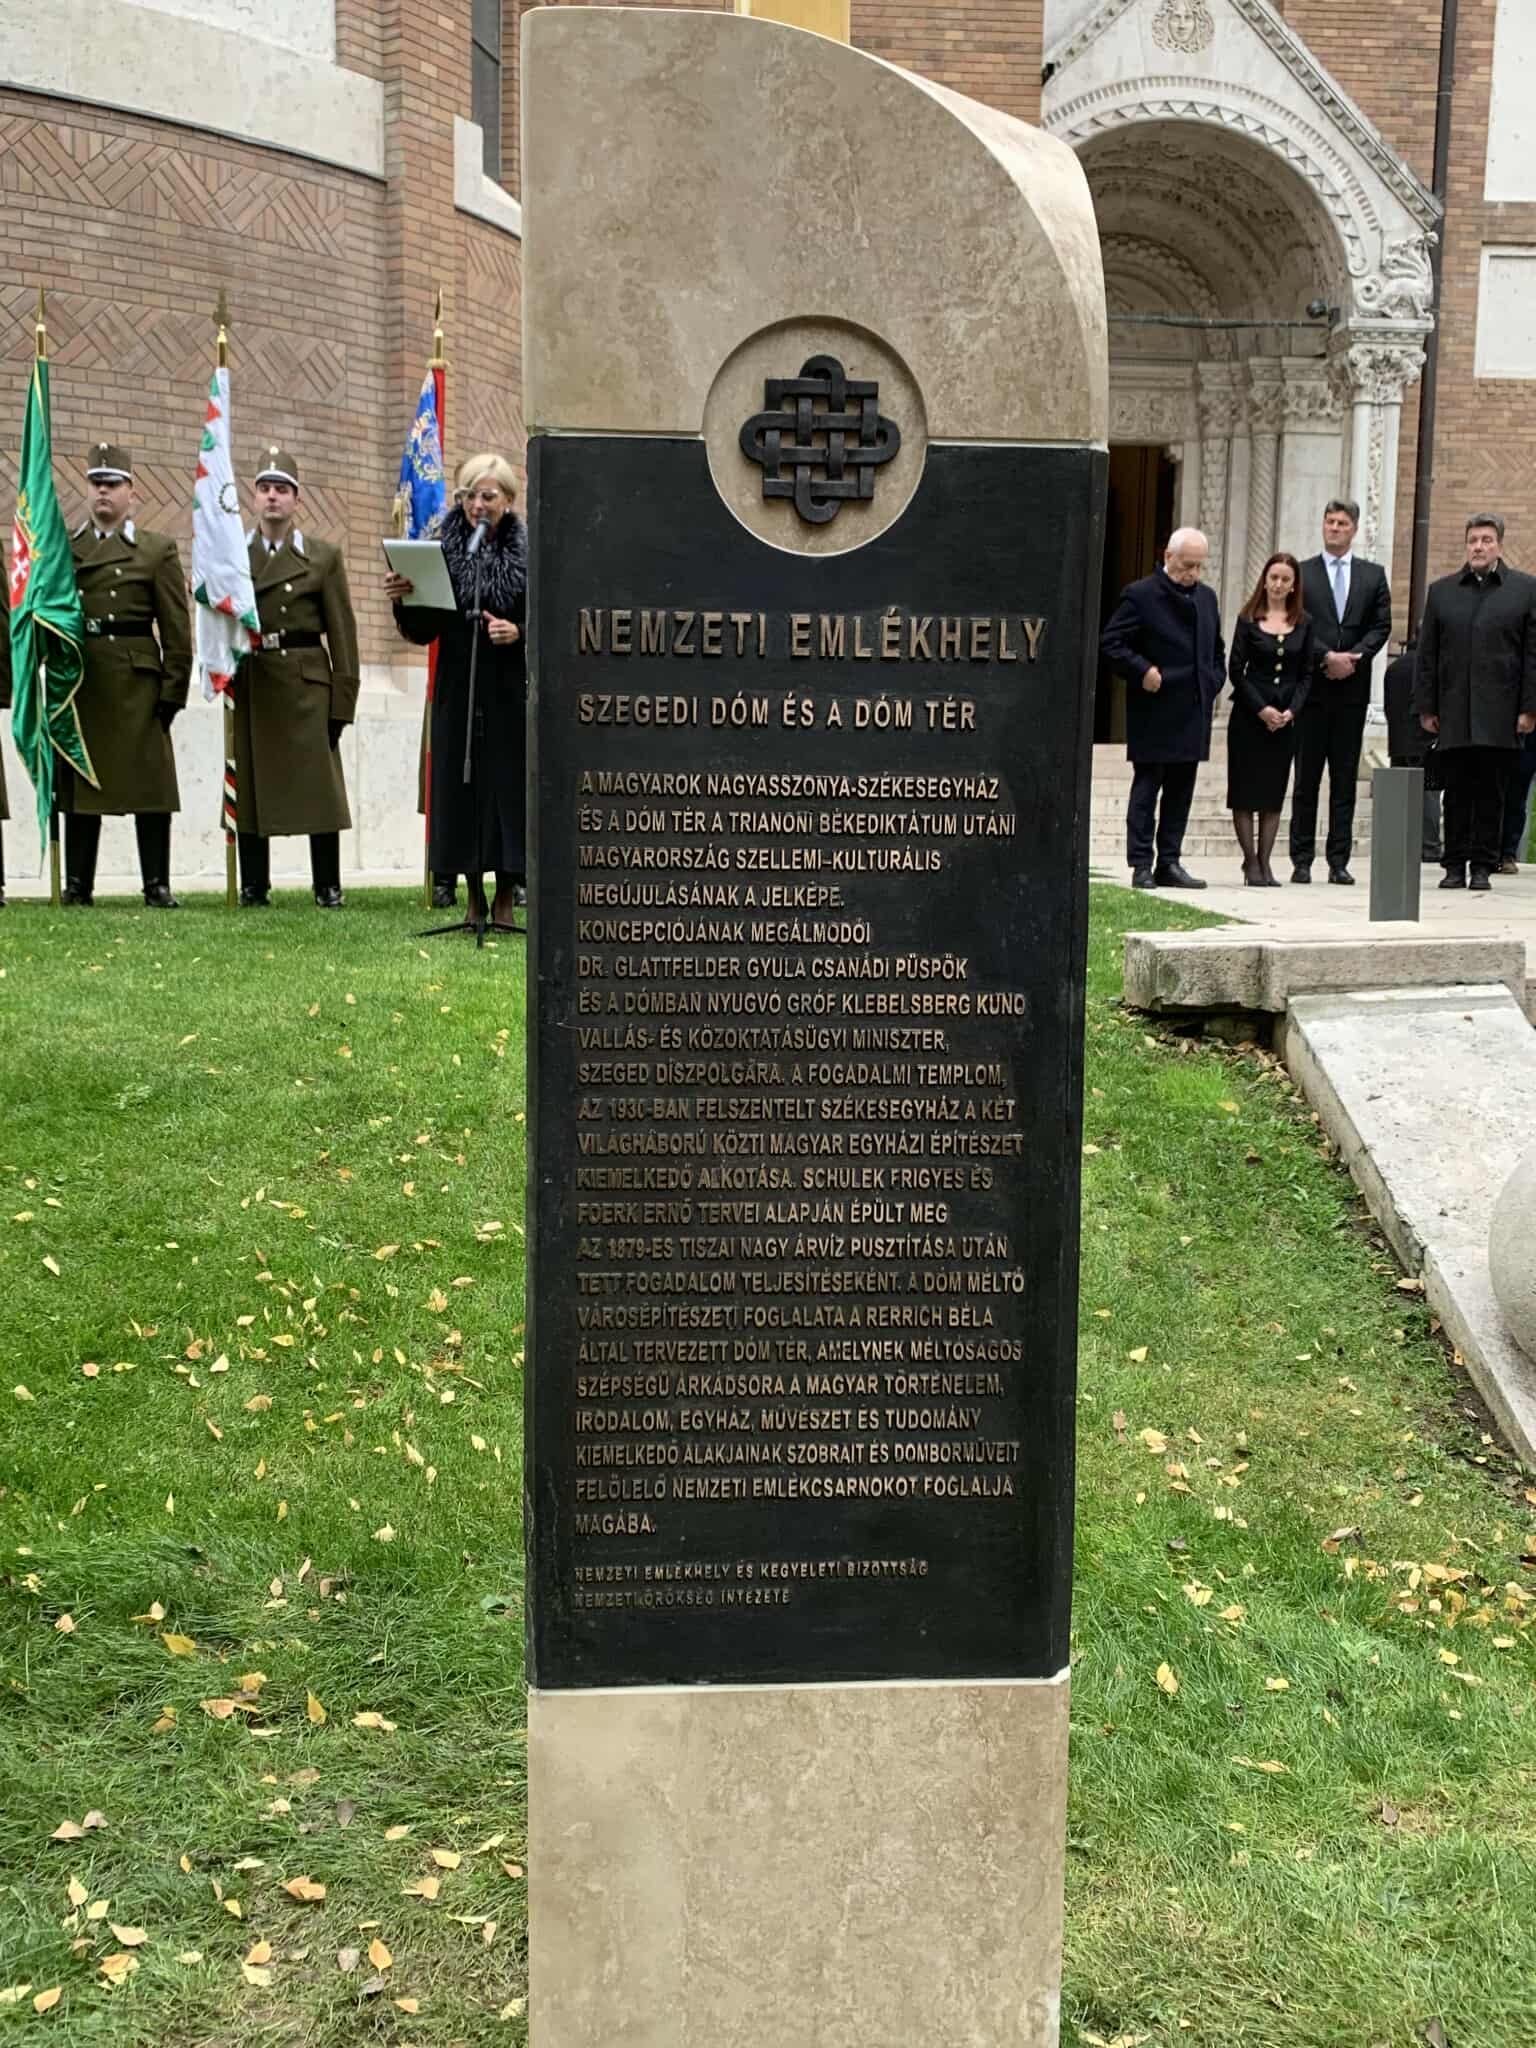 NEMZETI EMLÉKHELY
SZEGEDI DÓM ÉS A DÓM TÉR
A MAGYAROK NAGYASSZONYA-SZÉKESEGYHÁZ
ÉS A DÓM TÉR A TRIANONI BÉKEDIKTÁTUM UTÁNI
MAGYARORSZÁG SZELLEMI–KULTURÁLIS
MEGÚJULÁSÁNAK A JELKÉPE.
KONCEPCIÓJÁNAK MEGÁLMODÓI
DR. GLATTFELDER GYULA CSANÁDI PÜSPÖK
ÉS A DÓMBAN NYUGVÓ GRÓF KLEBELSBERG KUNO
VALLÁS- ÉS KÖZOKTATÁSÜGYI MINISZTER,
SZEGED DÍSZPOLGÁRA. A FOGADALMI TEMPLOM,
AZ 1930-BAN FELSZENTELT SZÉKESEGYHÁZ A KÉT
VILÁGHÁBORÚ KÖZTI MAGYAR EGYHÁZI ÉPÍTÉSZET
KIEMELKEDŐ ALKOTÁSA. SCHULEK FRIGYES ÉS
FOERK ERNŐ TERVEI ALAPJÁN ÉPÜLT MEG
AZ 1879-ES TISZAI NAGY ÁRVÍZ PUSZTÍTÁSA UTÁN
TETT FOGADALOM TELJESÍTÉSEKÉNT. A DÓM MÉLTÓ
VÁROSÉPÍTÉSZETI FOGLALATA A RERRICH BÉLA
ÁLTAL TERVEZETT DÓM TÉR, AMELYNEK MÉLTÓSÁGOS
SZÉPSÉGŰ ÁRKÁDSORA A MAGYAR TÖRTÉNELEM,
IRODALOM, EGYHÁZ, MŰVÉSZET ÉS TUDOMÁNY
KIEMELKEDŐ ALAKJAINAK SZOBRAIT ÉS DOMBORMŰVEIT
FELÖLELŐ NEMZETI EMLÉKCSARNOKOT FOGLALJA
MAGÁBA.
NEMZETI EMLÉKHELY ÉS KEGYELETI BIZOTTSÁG
NEMZETI ÖRÖKSÉG INTÉZETE